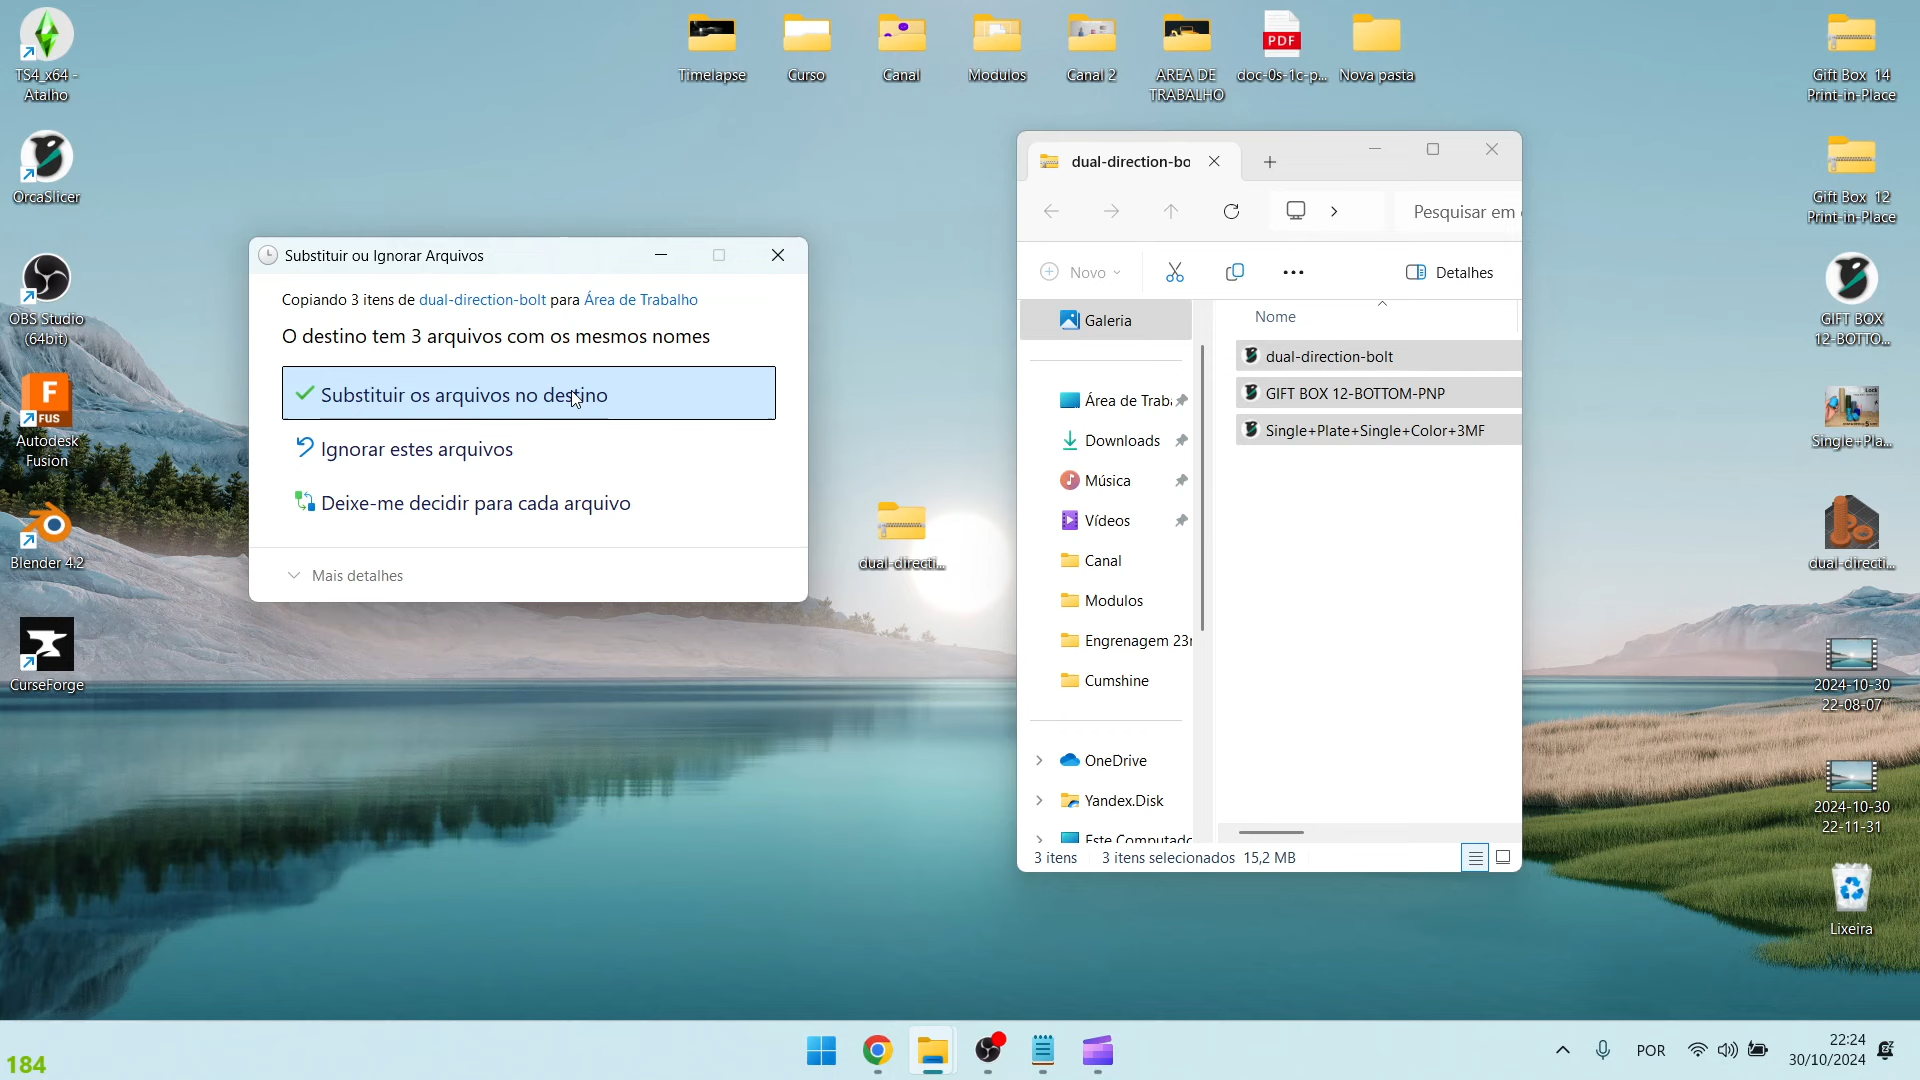 TS4_x64 -
Atalho
OrcaSlicer
OBS Studio
(64bit)
Autodesk
Fusion
Blender 4.2
CurseForge
Timelapse
Curso
Canal
Modulos
Canal 2
AREA DE
TRABALHO
PDF
doc-0s-1c-p...
Nova pasta
Gift Box 14
Print-in-Place
Gift Box 12
Print-in-Place
GIFT BOX
12-BOTTO...
Single+Pla...
dual-directi...
2024-10-30
22-08-07
2024-10-30
22-11-31
Lixeira
dual-directi...
Substituir ou Ignorar Arquivos
Copiando 3 itens de dual-direction-bolt para Área de Trabalho
O destino tem 3 arquivos com os mesmos nomes
Substituir os arquivos no destino
Ignorar estes arquivos
Deixe-me decidir para cada arquivo
Mais detalhes
dual-direction-bo
Pesquisar em
Novo
Detalhes
Galeria
Área de Traba
Downloads
Música
Vídeos
Canal
Modulos
Engrenagem 23
Cumshine
OneDrive
Yandex.Disk
Este Computado
Nome
dual-direction-bolt
GIFT BOX 12-BOTTOM-PNP
Single+Plate+Single+Color+3MF
3 itens
3 itens selecionados 15,2 MB
184
POR
22:24
30/10/2024